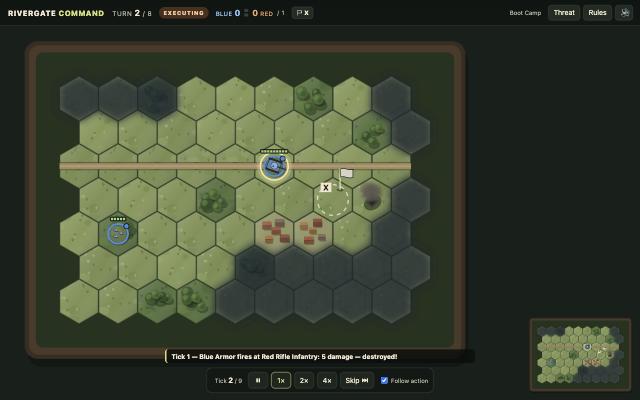 RIVERGATE COMMAND TURN 2 / 8 EXECUTING BLUE 0 0 RED / 1 X Boot Camp Threat Rules
X
Tick 1 — Blue Armor fires at Red Rifle Infantry: 5 damage — destroyed!
Tick 2 / 9 1x 2x 4x Skip Follow action